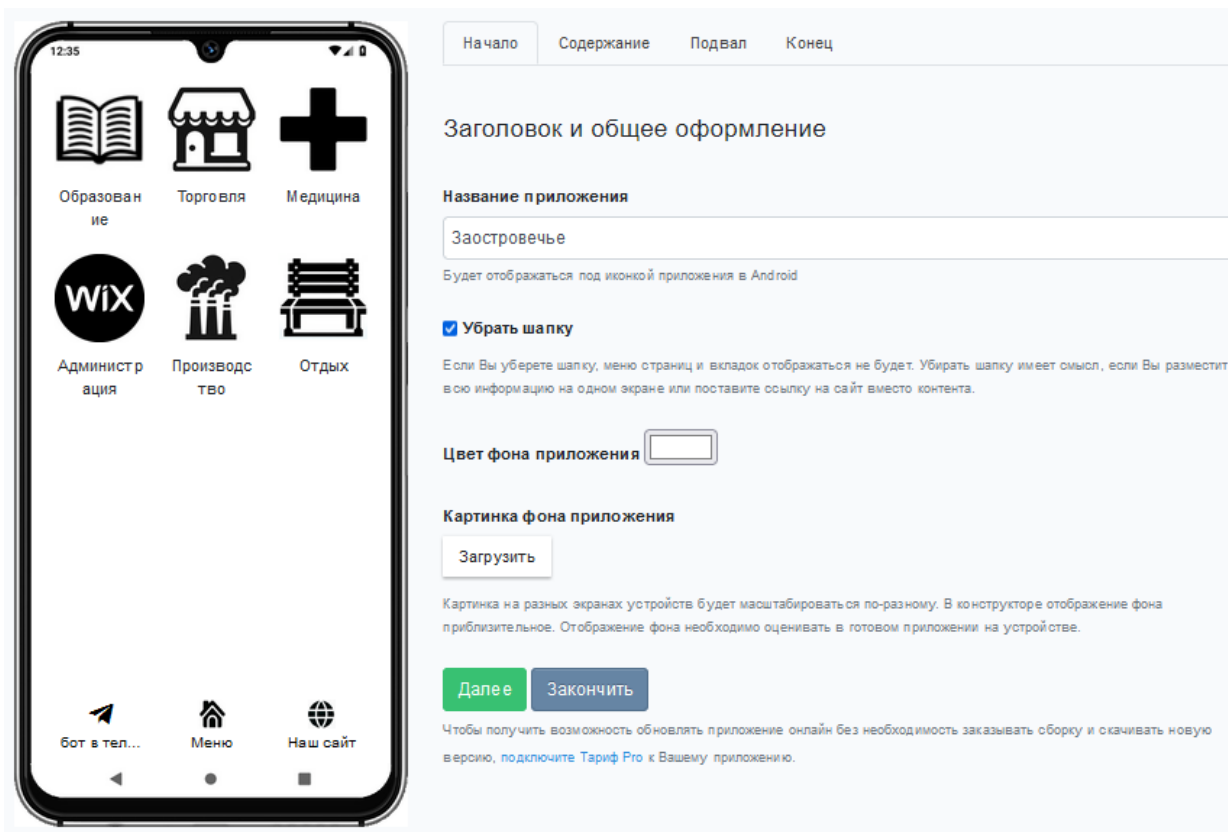 12:35
Образован
ие
Торговля
Медицина
WiX
Администр
ация
Производс
тво
Отдых
бот в тел...
Меню
Наш сайт
Начало Содержание Подвал Конец
Заголовок и общее оформление
Название приложения
Заостровечье
Будет отображаться под иконкой приложения в Android
Убрать шапку
Если Вы уберете шапку, меню страниц и вкладок отображаться не будет. Убирать шапку имеет смысл, если Вы разместит
всю информацию на одном экране или поставите ссылку на сайт вместо контента.
Цвет фона приложения
Картинка фона приложения
Загрузить
Картинка на разных экранах устройств будет масштабироваться по-разному. В конструкторе отображение фона
приблизительное. Отображение фона необходимо оценивать в готовом приложении на устройстве.
Далее Закончить
Чтобы получить возможность обновлять приложение онлайн без необходимость заказывать сборку и скачивать новую
версию, подключите Тариф Pro к Вашему приложению.